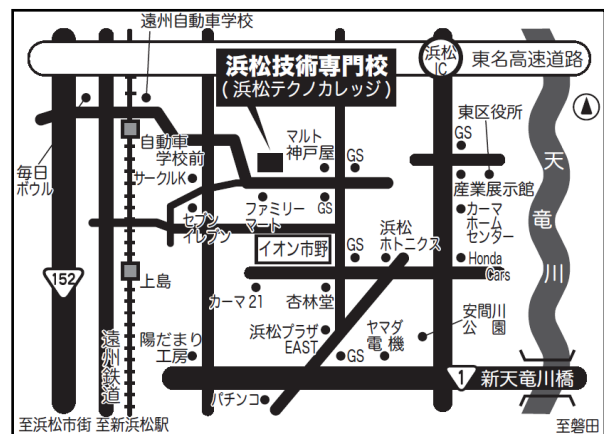 遠州自動車学校
浜松
IC
東名高速道路
浜松技術専門校
(浜松テクノカレッジ)
東区役所
GS
毎日
ボウル
自動車
学校前
サークルK
マルト
神戸屋
GS
天竜川
産業展示館
カーマ
ホーム
センター
セブン
イレブン
ファミリー
マート
GS
浜松
ホトニクス
イオン市野
GS
Honda
Cars
152
上島
カーマ21
杏林堂
安間川
公園
浜松プラザ
EAST
ヤマダ
電機
遠州鉄道
陽だまり
工房
GS
1
新天竜川橋
パチンコ
至浜松市街
至新浜松駅
至磐田